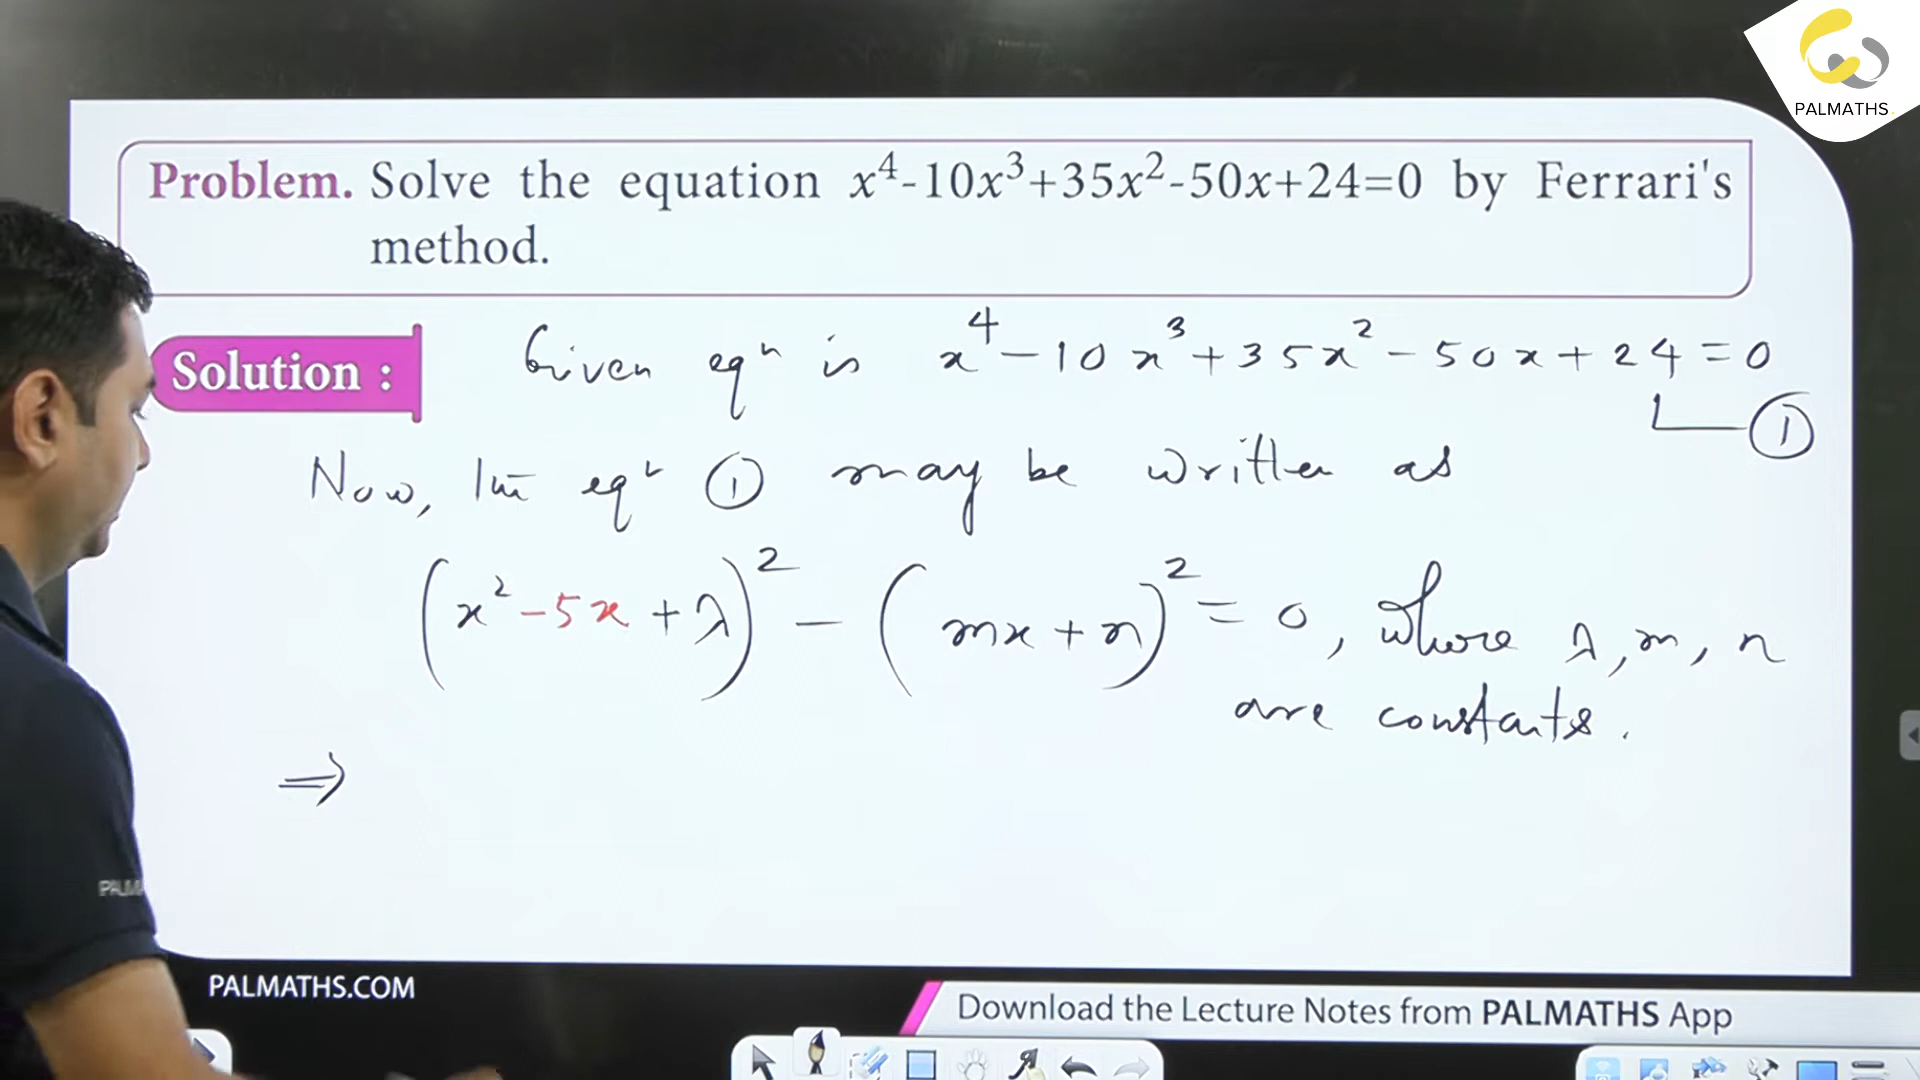 PALMATHS.
Problem. Solve the equation x⁴-10x³+35x²-50x+24=0 by Ferrari's
method.
Solution : Given eqⁿ is x⁴ - 10x³ + 35x² - 50x + 24 = 0
①
Now, the eqⁿ ① may be written as
(x² - 5x + λ)² - (mx + n)² = 0, where λ, m, n
are constants.
⇒
PALM
PALMATHS.COM
Download the Lecture Notes from PALMATHS App